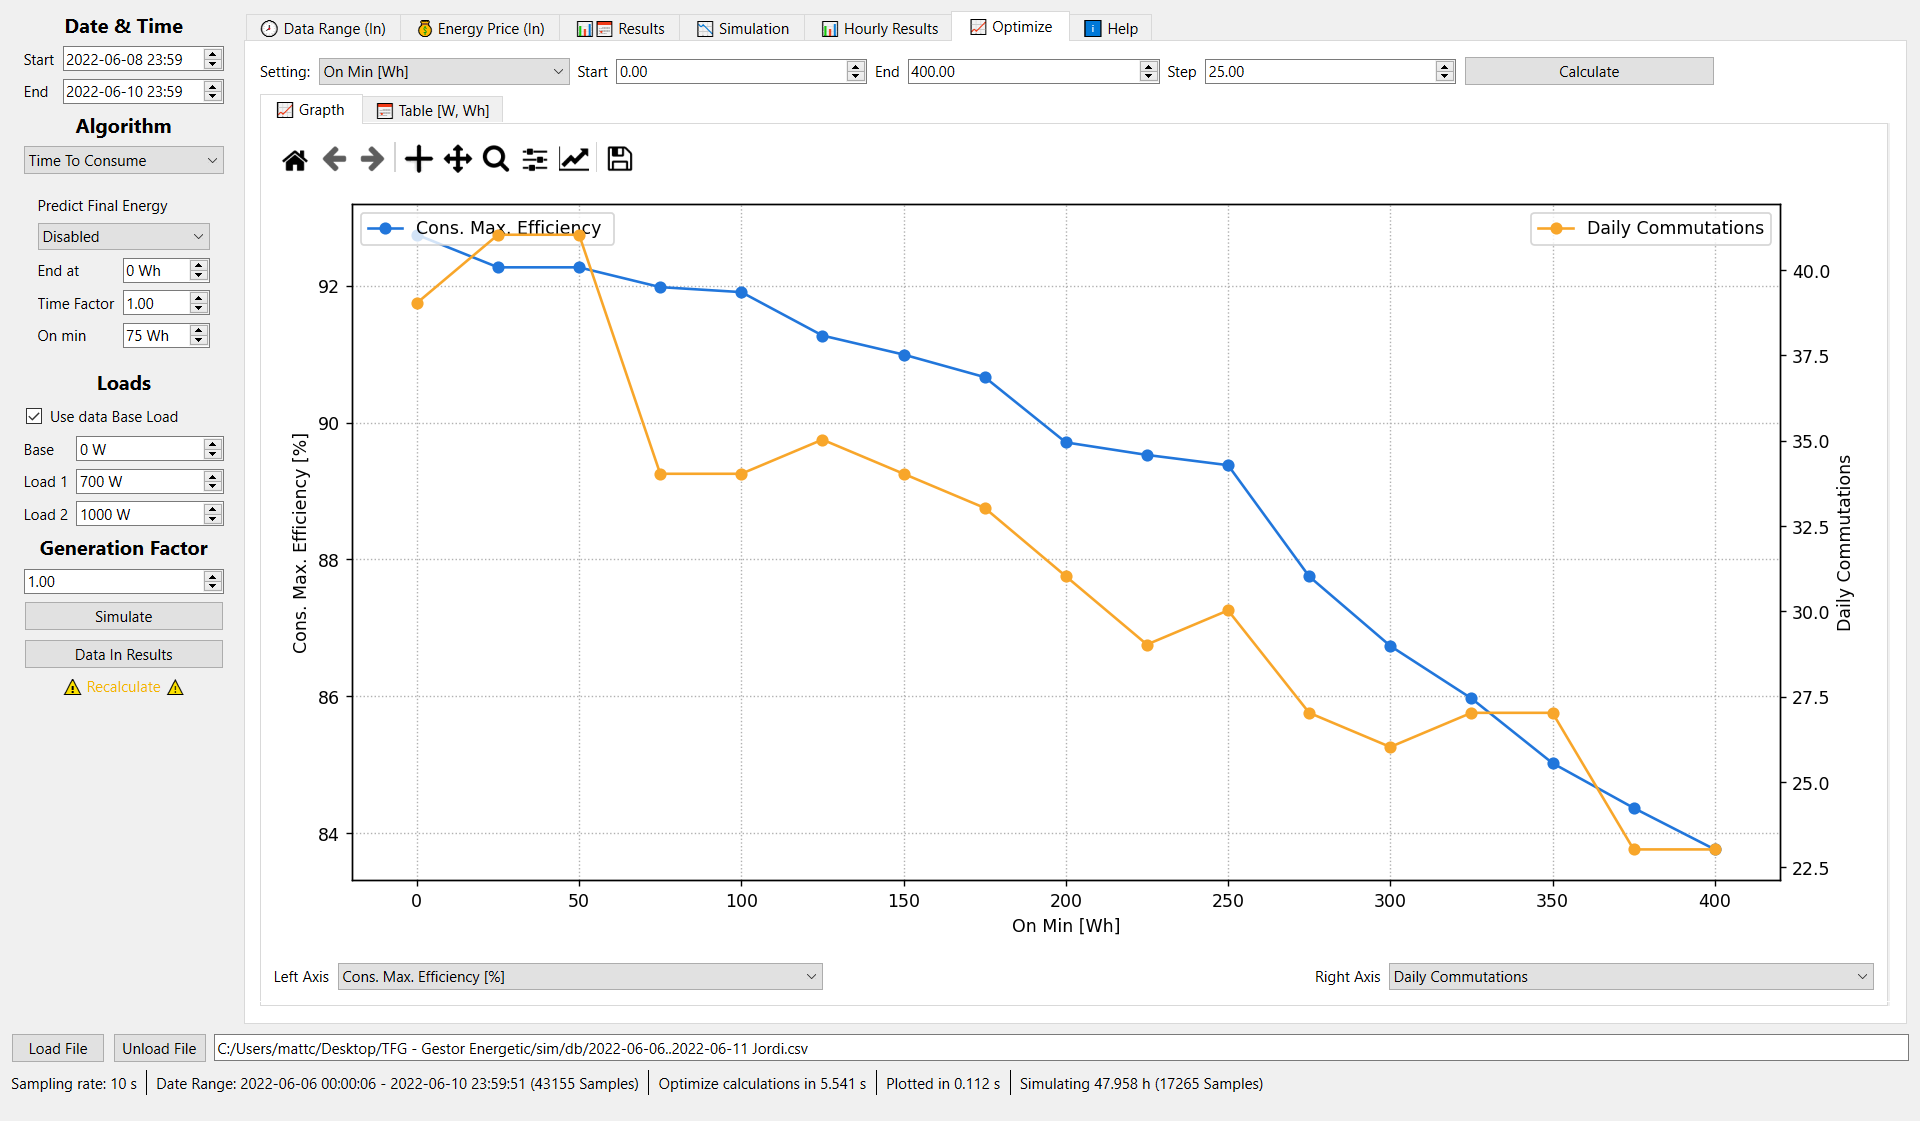 Date & Time
Start 2022-06-08 23:59
End 2022-06-10 23:59
Algorithm
Time To Consume
Predict Final Energy
Disabled
End at 0 Wh
Time Factor 1.00
On min 75 Wh
Loads
Use data Base Load
Base 0 W
Load 1 700 W
Load 2 1000 W
Generation Factor
1.00
Simulate
Data In Results
Recalculate
Data Range (In) Energy Price (In) Results Simulation Hourly Results Optimize Help
Setting: On Min [Wh] Start 0.00 End 400.00 Step 25.00 Calculate
Grapth Table [W, Wh]
Cons. Max. Efficiency
Daily Commutations
92
90
88
86
84
Cons. Max. Efficiency [%]
40.0
37.5
35.0
32.5
30.0
27.5
25.0
22.5
Daily Commutations
0 50 100 150 200 250 300 350 400
On Min [Wh]
Left Axis Cons. Max. Efficiency [%] Right Axis Daily Commutations
Load File Unload File C:/Users/mattc/Desktop/TFG - Gestor Energetic/sim/db/2022-06-06..2022-06-11 Jordi.csv
Sampling rate: 10 s Date Range: 2022-06-06 00:00:06 - 2022-06-10 23:59:51 (43155 Samples) Optimize calculations in 5.541 s Plotted in 0.112 s Simulating 47.958 h (17265 Samples)